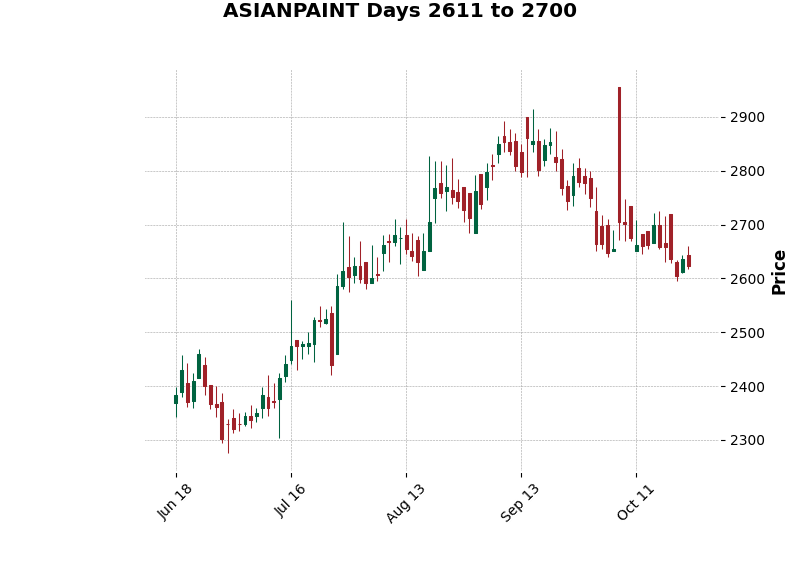 ASIANPAINT Days 2611 to 2700
2900
2800
2700
2600
2500
2400
2300
Price
Jun 18
Jul 16
Aug 13
Sep 13
Oct 11